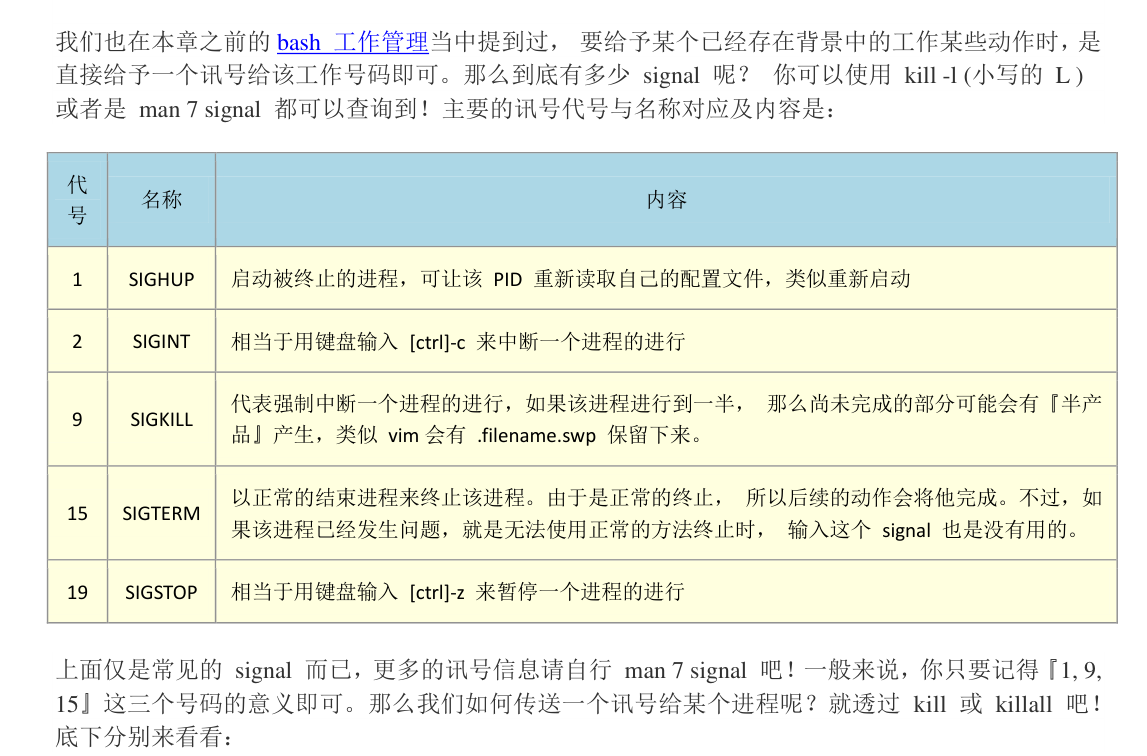 我们也在本章之前的 bash 工作管理当中提到过， 要给予某个已经存在背景中的工作某些动作时，是
直接给予一个讯号给该工作号码即可。那么到底有多少 signal 呢？ 你可以使用 kill -l (小写的 L )
或者是 man 7 signal 都可以查询到！主要的讯号代号与名称对应及内容是：
代
号
名称
内容
1 SIGHUP 启动被终止的进程，可让该 PID 重新读取自己的配置文件，类似重新启动
2 SIGINT 相当于用键盘输入 [ctrl]-c 来中断一个进程的进行
9 SIGKILL 代表强制中断一个进程的进行，如果该进程进行到一半， 那么尚未完成的部分可能会有『半产
品』产生，类似 vim 会有 .filename.swp 保留下来。
15 SIGTERM 以正常的结束进程来终止该进程。由于是正常的终止， 所以后续的动作会将他完成。不过，如
果该进程已经发生问题，就是无法使用正常的方法终止时， 输入这个 signal 也是没有用的。
19 SIGSTOP 相当于用键盘输入 [ctrl]-z 来暂停一个进程的进行
上面仅是常见的 signal 而已，更多的讯号信息请自行 man 7 signal 吧！一般来说，你只要记得『1, 9,
15』这三个号码的意义即可。那么我们如何传送一个讯号给某个进程呢？就透过 kill 或 killall 吧！
底下分别来看看：